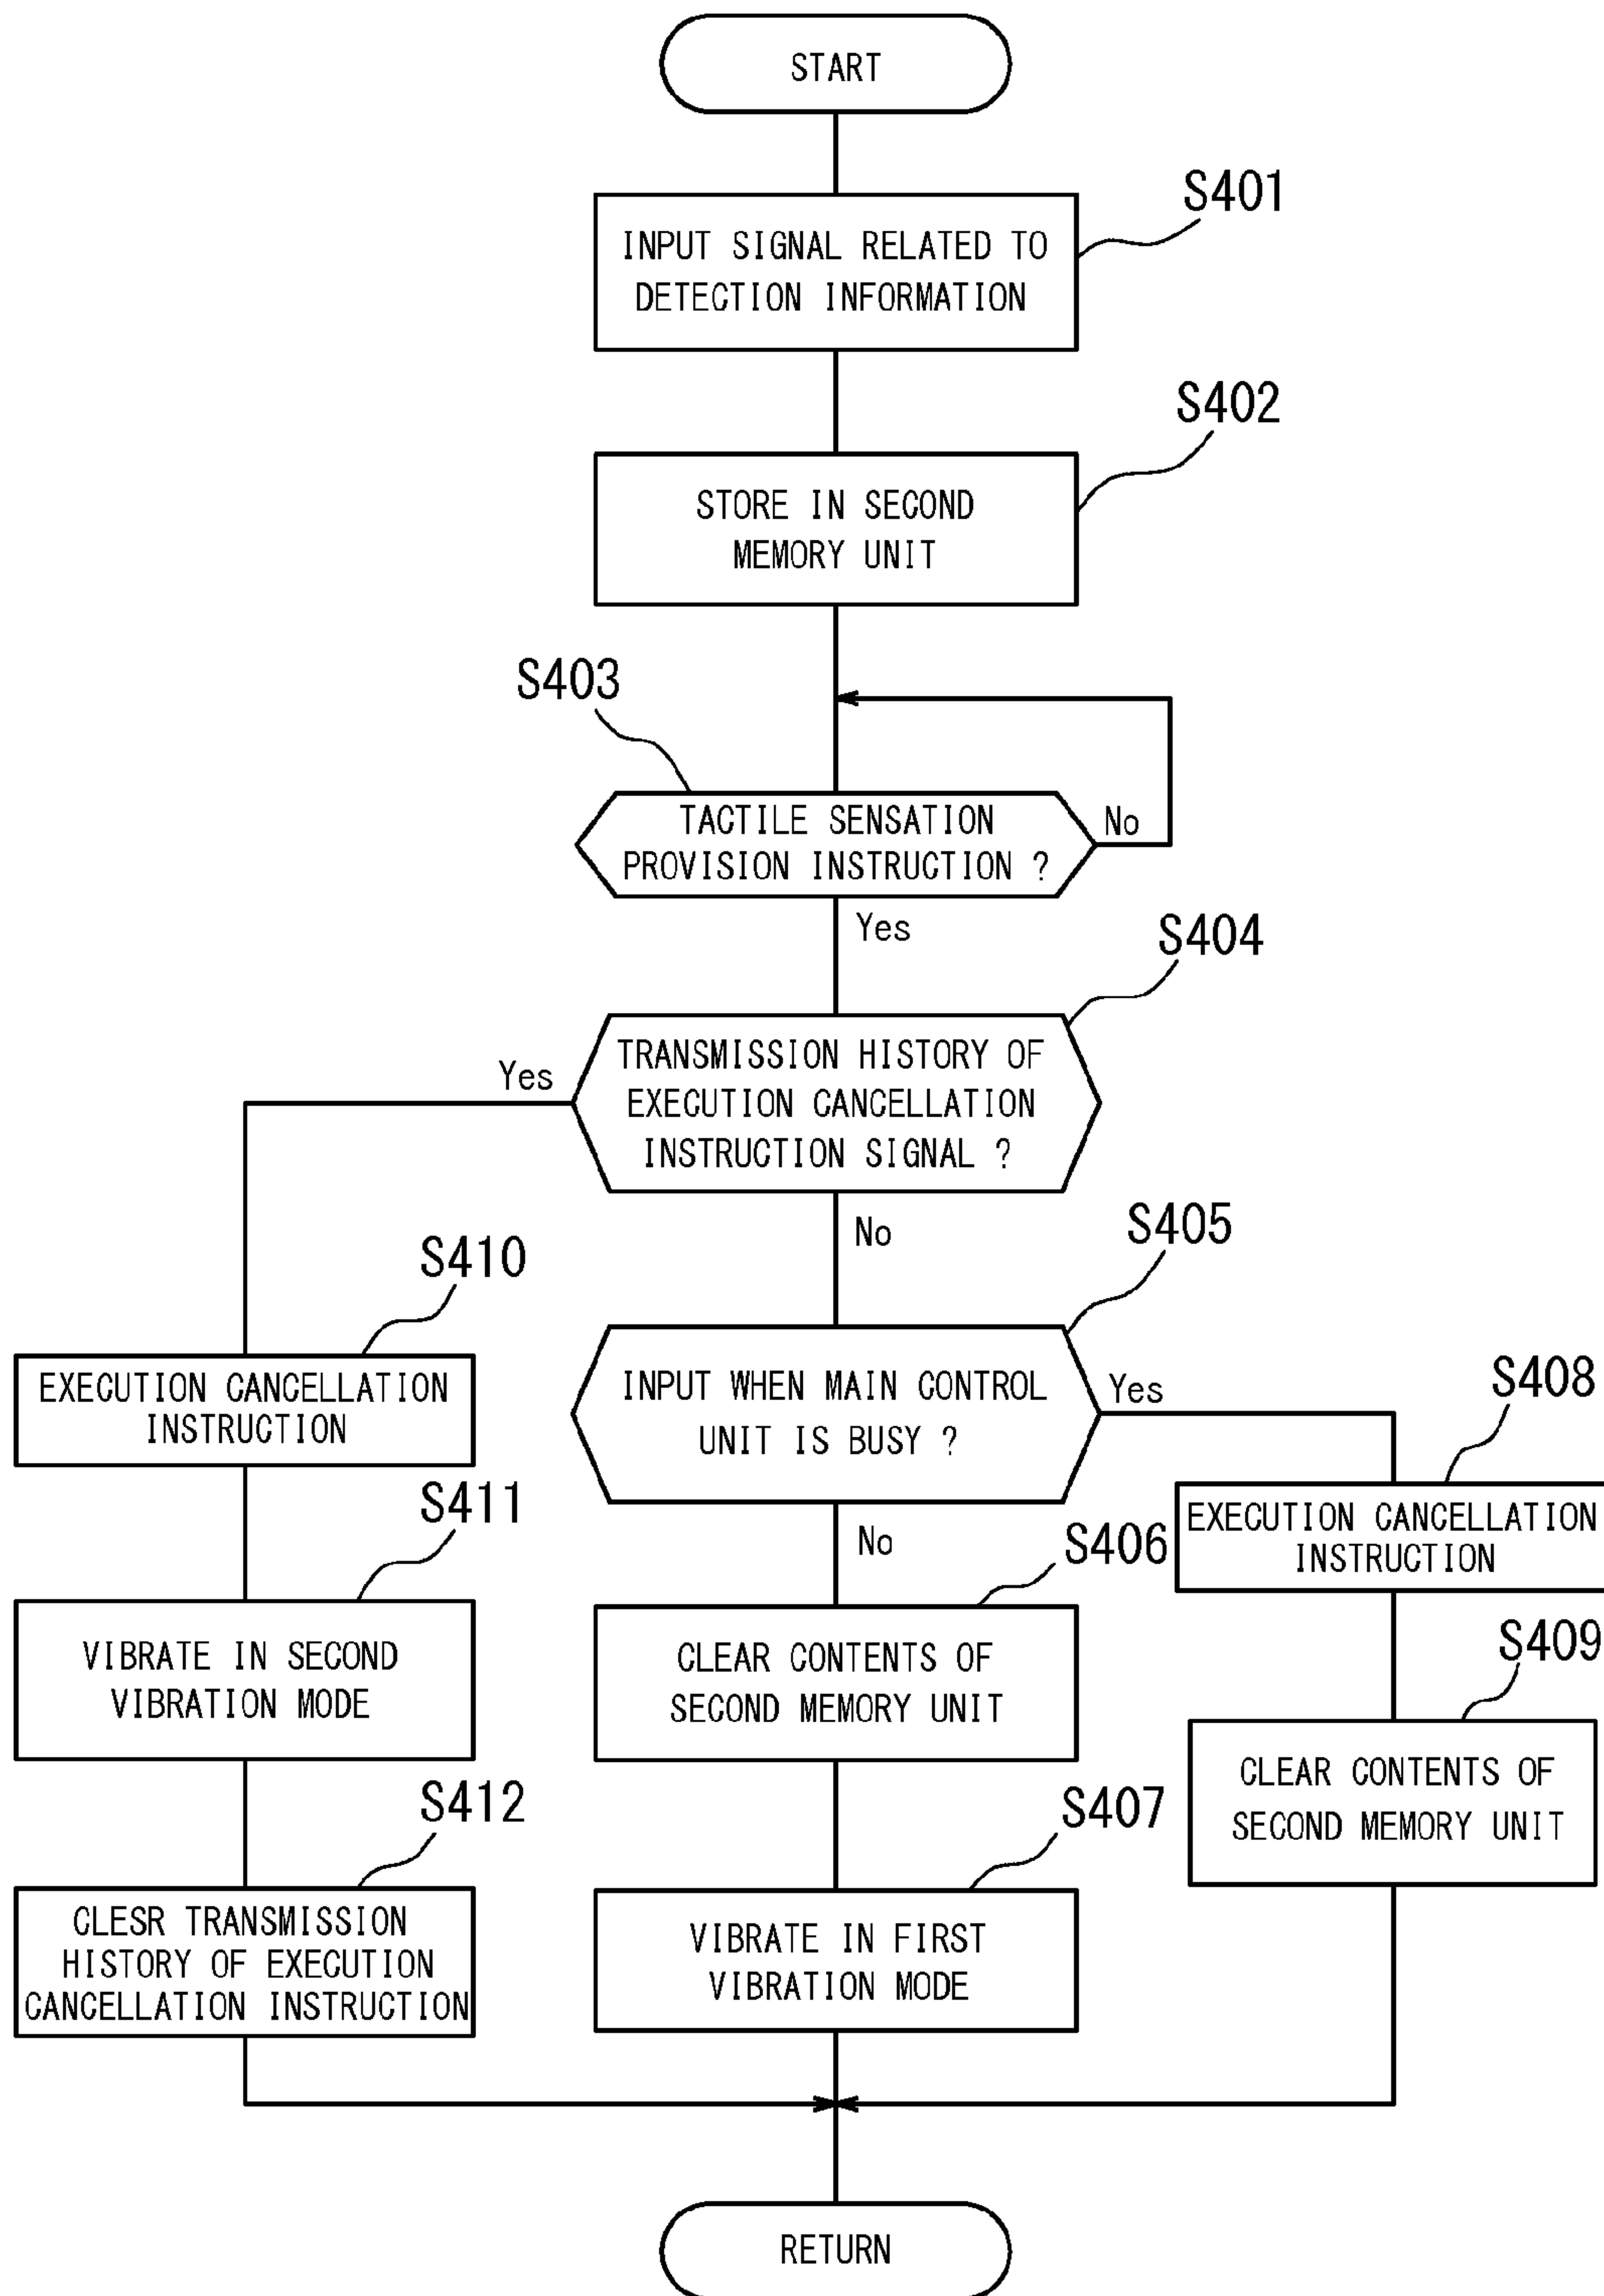 START
S401
INPUT SIGNAL RELATED TO
DETECTION INFORMATION
S402
STORE IN SECOND
MEMORY UNIT
S403
TACTILE SENSATION
PROVISION INSTRUCTION ?
No
Yes
S404
TRANSMISSION HISTORY OF
EXECUTION CANCELLATION
INSTRUCTION SIGNAL ?
Yes
No
S405
INPUT WHEN MAIN CONTROL
UNIT IS BUSY ?
Yes
No
S410
EXECUTION CANCELLATION
INSTRUCTION
S411
VIBRATE IN SECOND
VIBRATION MODE
S412
CLESR TRANSMISSION
HISTORY OF EXECUTION
CANCELLATION INSTRUCTION
S406
CLEAR CONTENTS OF
SECOND MEMORY UNIT
S407
VIBRATE IN FIRST
VIBRATION MODE
S408
EXECUTION CANCELLATION
INSTRUCTION
S409
CLEAR CONTENTS OF
SECOND MEMORY UNIT
RETURN